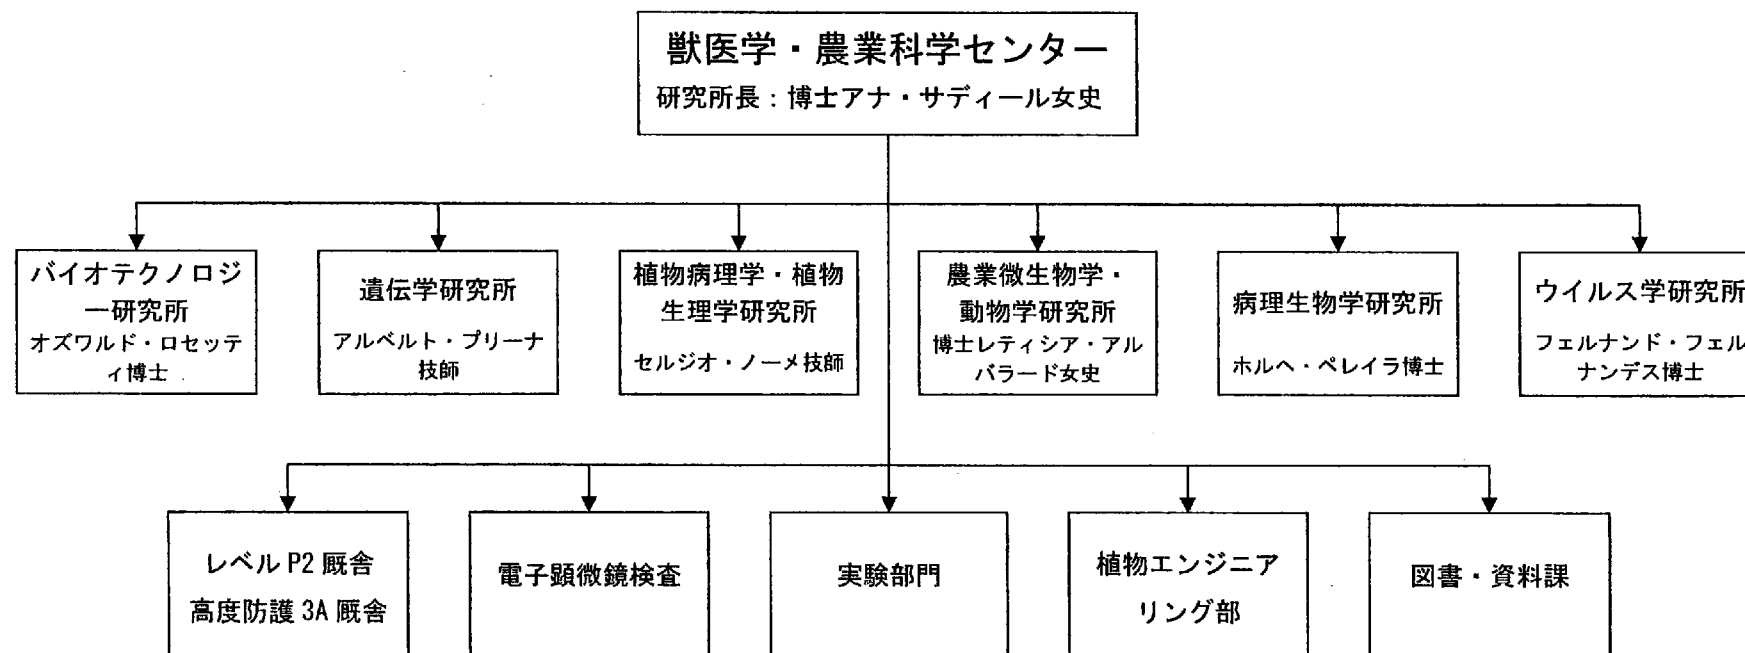 獣医学・農業科学センター
研究所長：博士アナ・サディール女史
バイオテクノロジ
ー研究所
オズワルド・ロセッテ
ィ博士
遺伝学研究所
アルベルト・プリーナ
技師
植物病理学・植物
生理学研究所
セルジオ・ノーメ技師
農業微生物学・
動物学研究所
博士レティシア・アル
バラード女史
病理生物学研究所
ホルヘ・ペレイラ博士
ウイルス学研究所
フェルナンド・フェル
ナンデス博士
レベル P2 厩舎
高度防護 3A 厩舎
電子顕微鏡検査
実験部門
植物エンジニア
リング部
図書・資料課